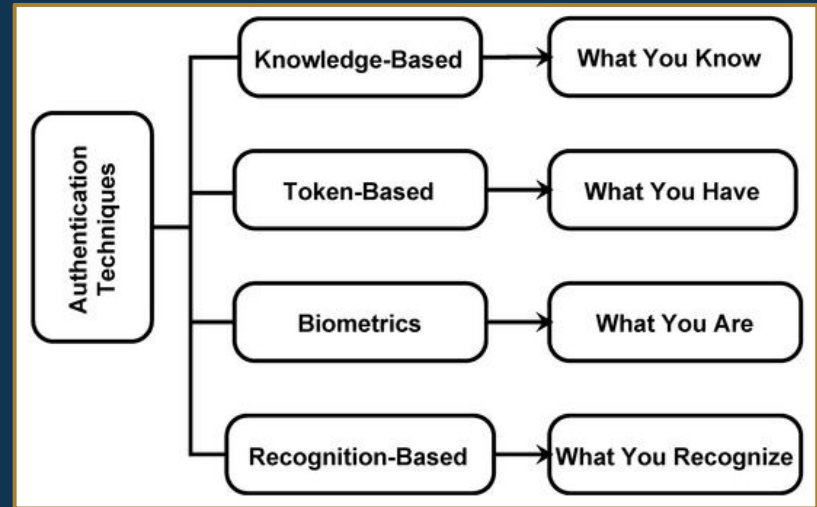 Authentication
Techniques
Knowledge-Based
What You Know
Token-Based
What You Have
Biometrics
What You Are
Recognition-Based
What You Recognize